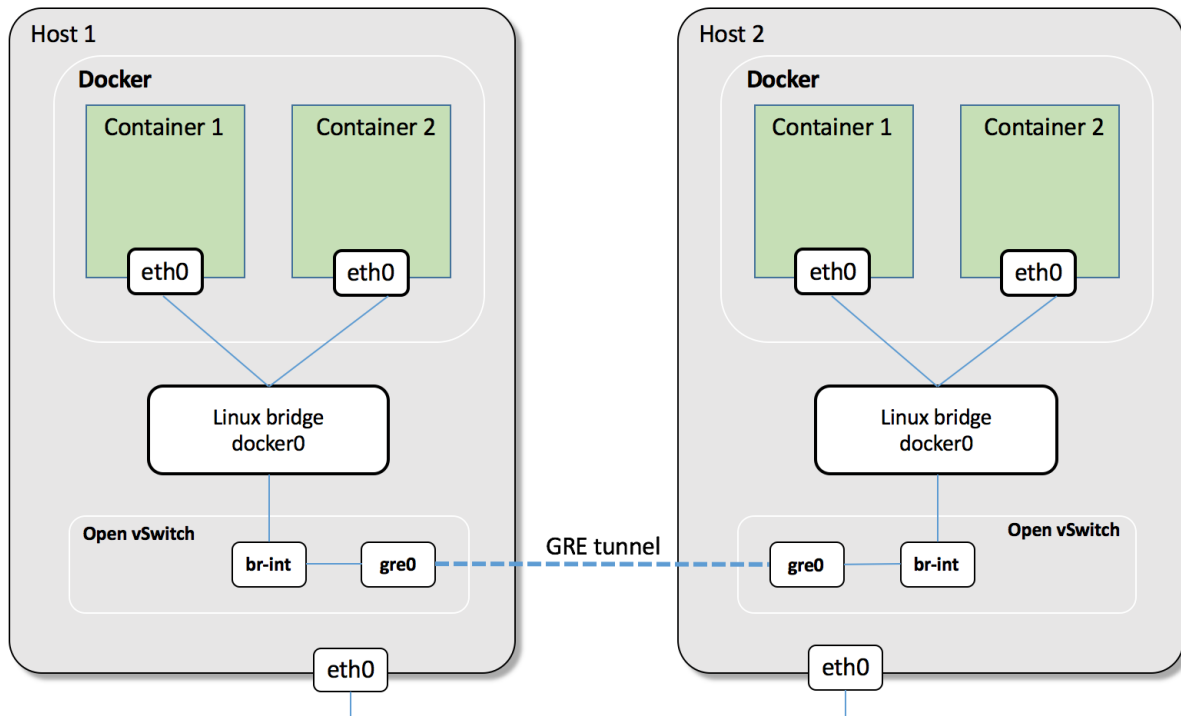 Host 1
Docker
Container 1
Container 2
eth0
eth0
Linux bridge
docker0
Open vSwitch
br-int
gre0
eth0
GRE tunnel
Host 2
Docker
Container 1
Container 2
eth0
eth0
Linux bridge
docker0
Open vSwitch
gre0
br-int
eth0